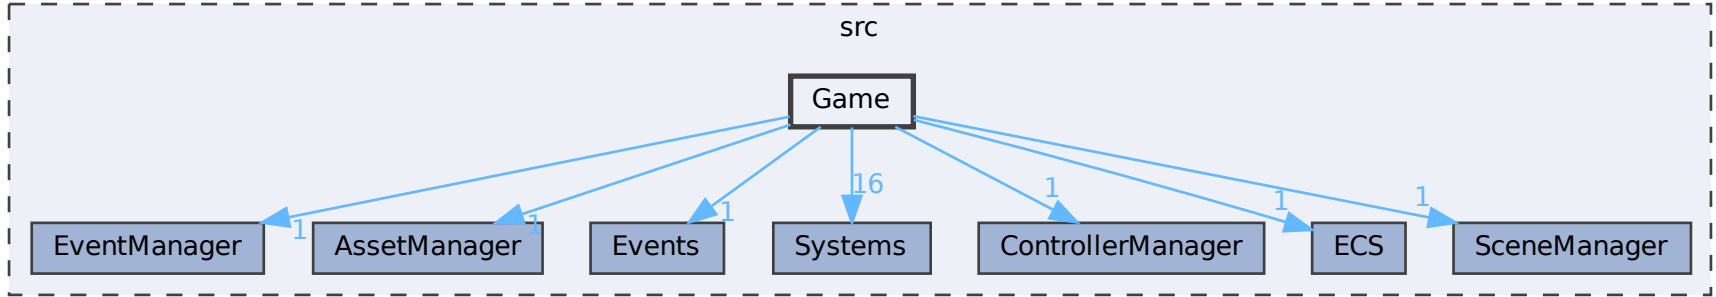 src
Game
16
1
1
1
1
1
1
EventManager
AssetManager
Events
Systems
ControllerManager
ECS
SceneManager